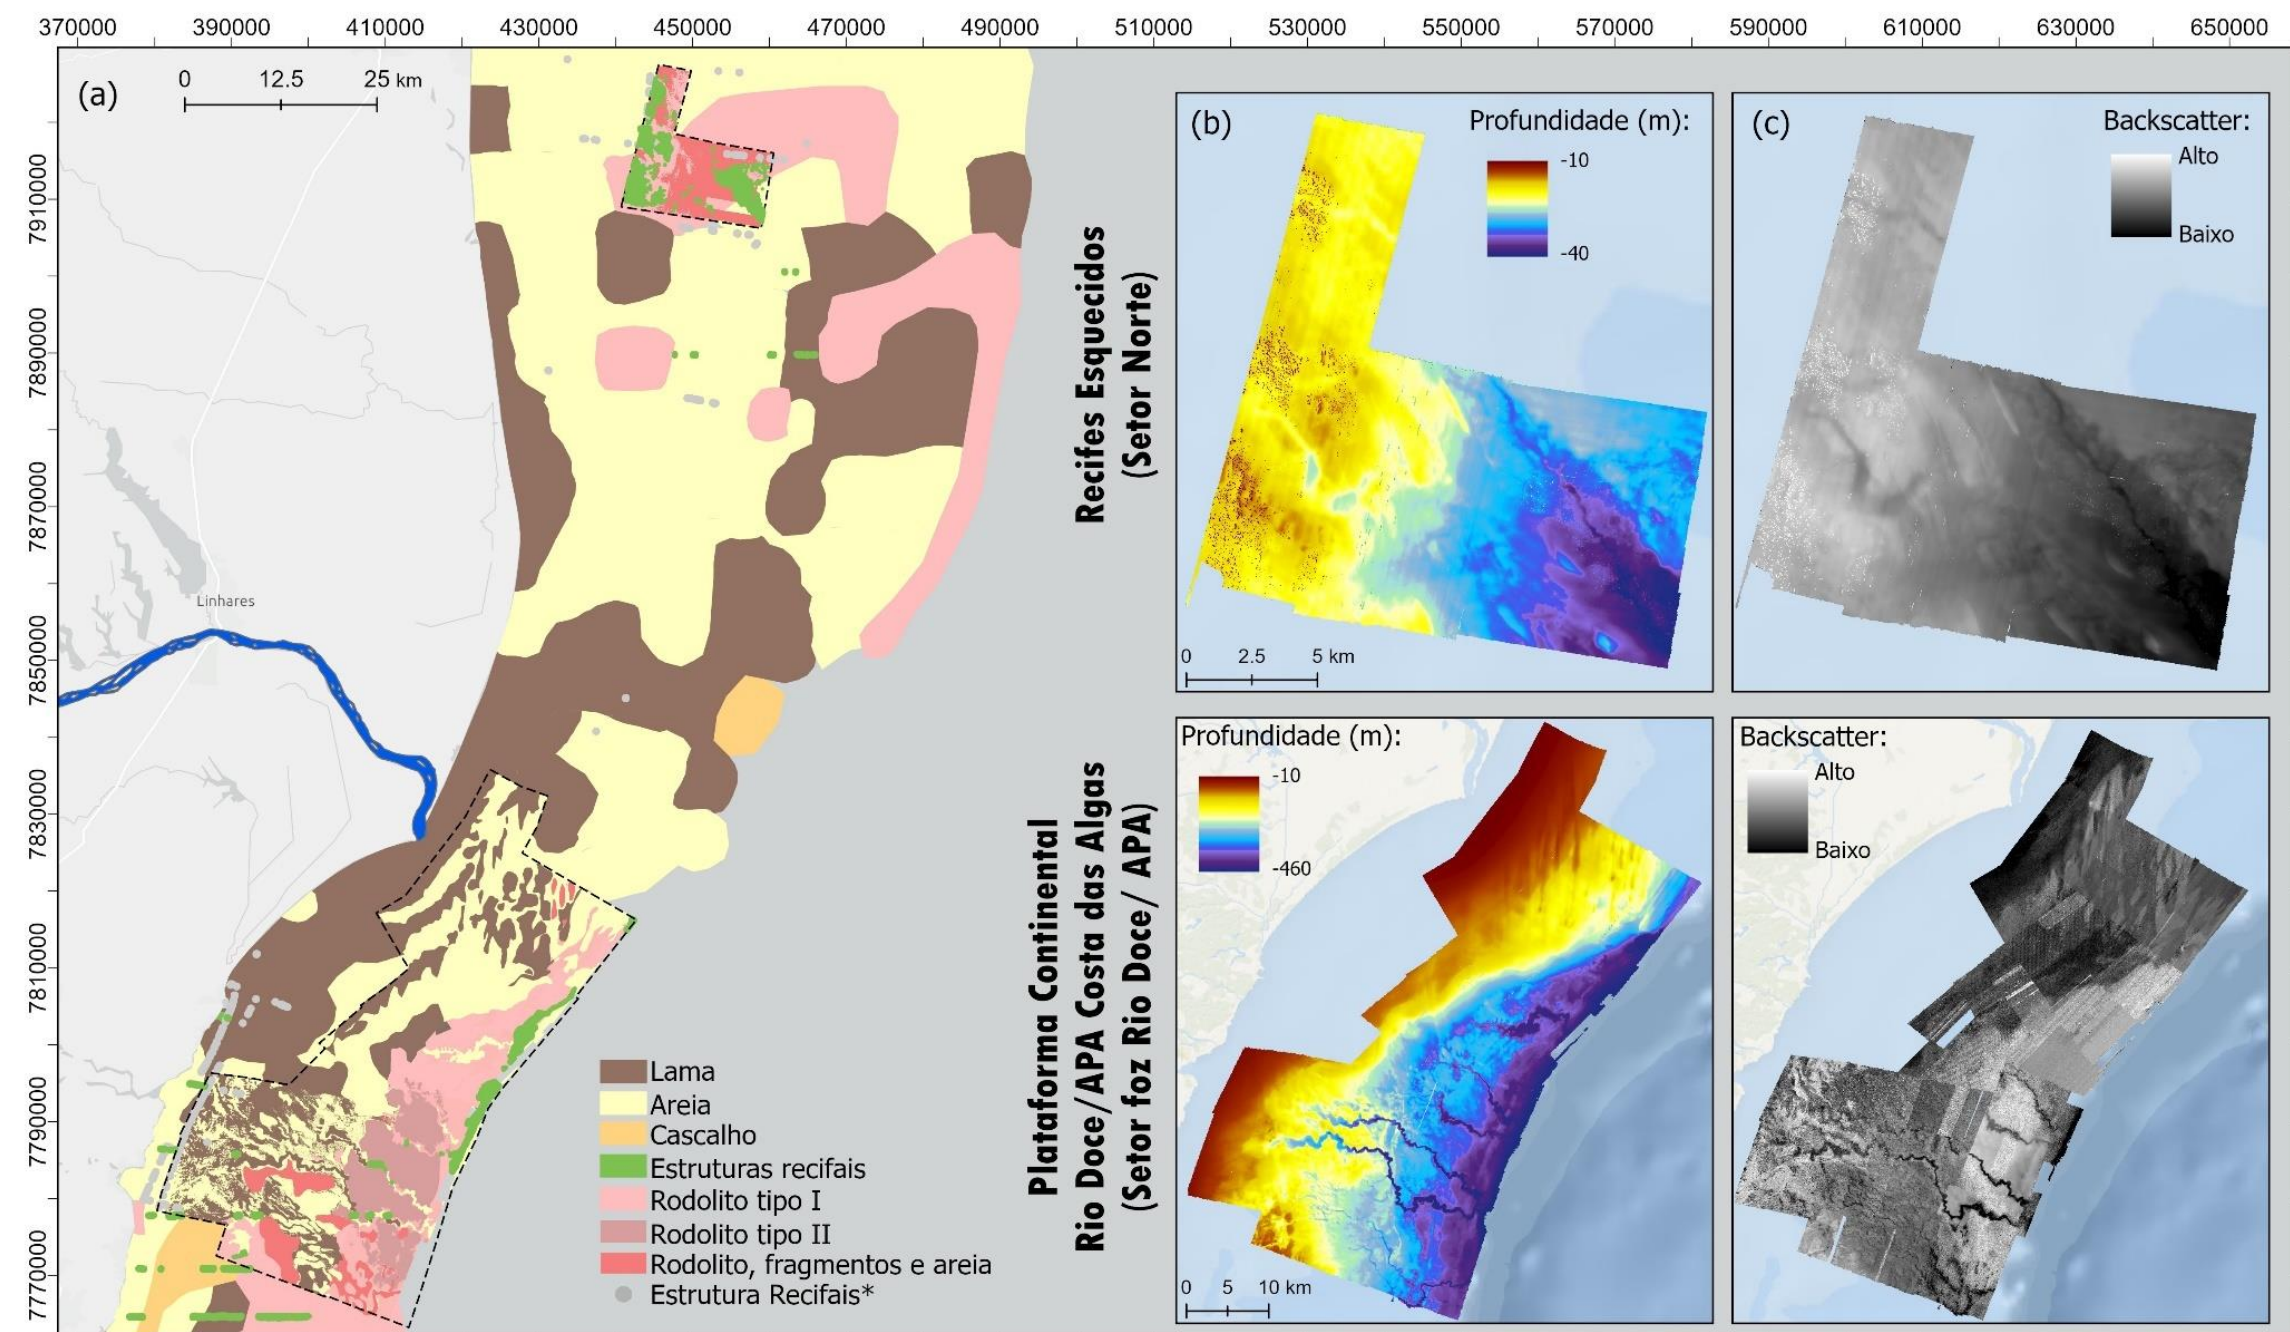 370000 390000 410000 430000 450000 470000 490000 510000 530000 550000 570000 590000 610000 630000 650000
(a)
0 12.5 25 km
7910000
7890000
7870000
7850000
7830000
7810000
7790000
7770000
Linhares
Lama
Areia
Cascalho
Estruturas recifais
Rodolito tipo I
Rodolito tipo II
Rodolito, fragmentos e areia
Estrutura Recifais*
Recifes Esquecidos
(Setor Norte)
(b)
Profundidade (m):
-10
-40
0 2.5 5 km
(c)
Backscatter:
Alto
Baixo
Plataforma Continental
Rio Doce/APA Costa das Algas
(Setor foz Rio Doce/ APA)
Profundidade (m):
-10
-460
0 5 10 km
Backscatter:
Alto
Baixo